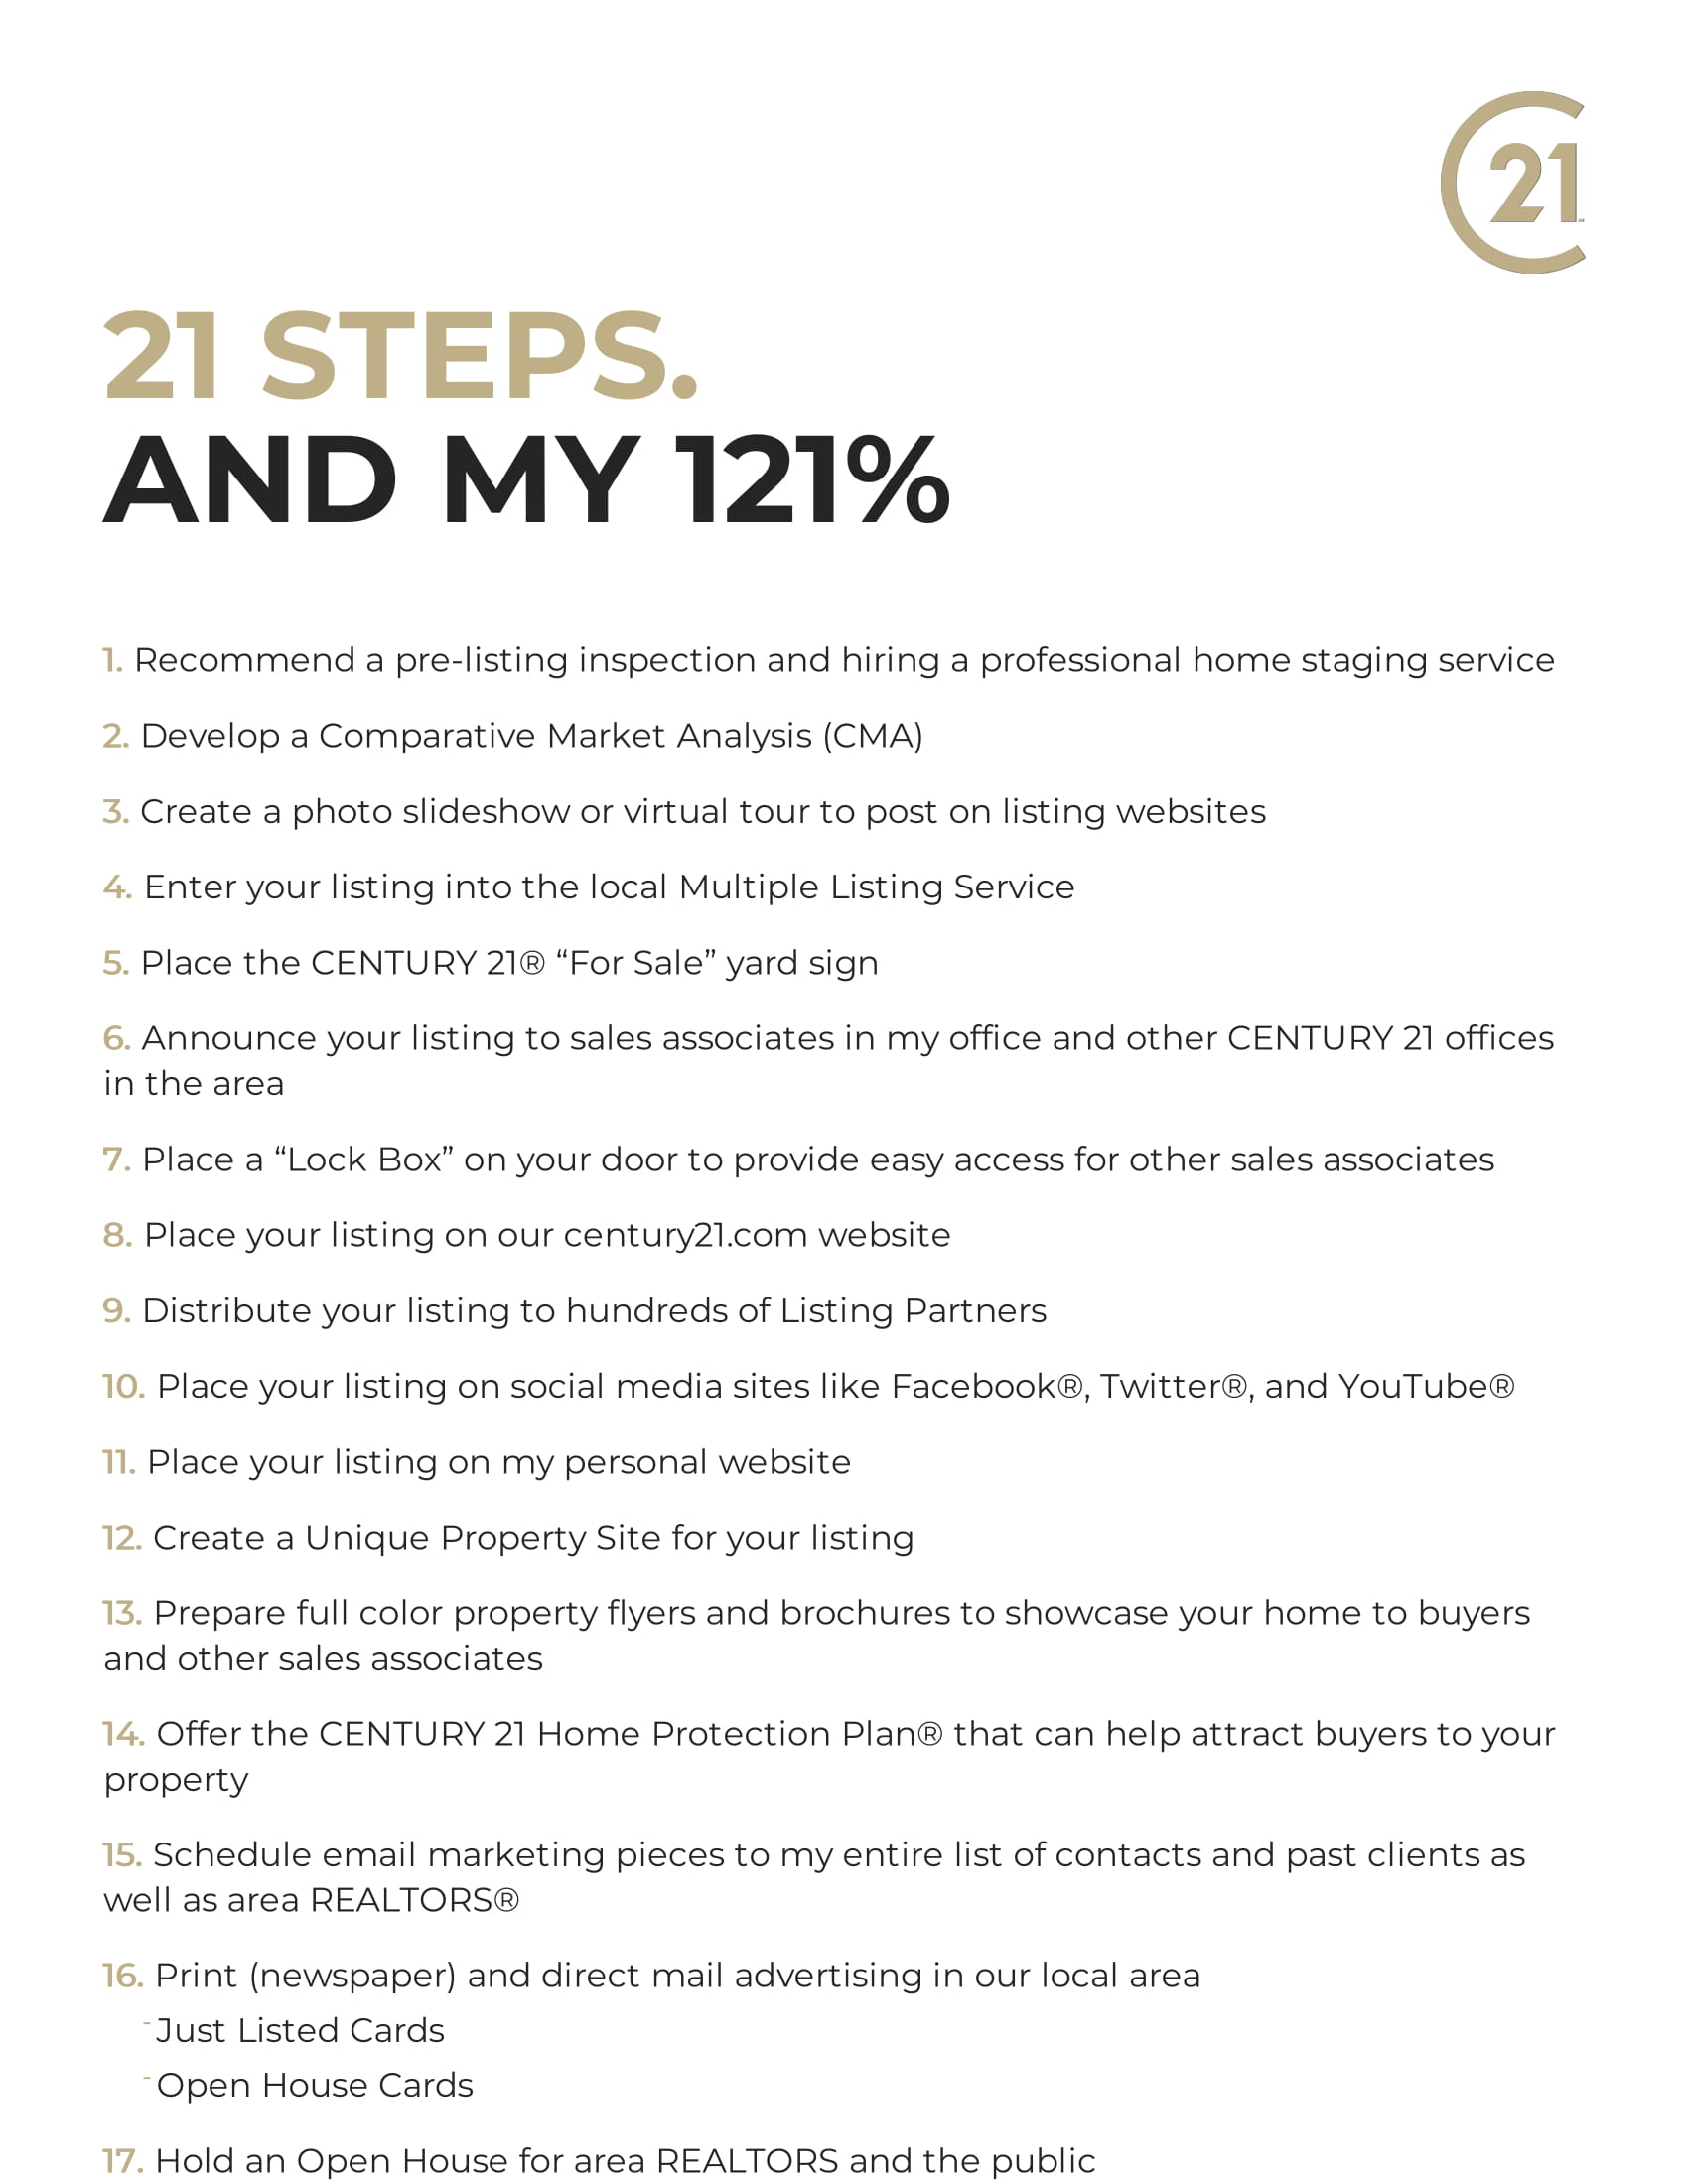 21
21 STEPS.
AND MY 121%
1. Recommend a pre-listing inspection and hiring a professional home staging service
2. Develop a Comparative Market Analysis (CMA)
3. Create a photo slideshow or virtual tour to post on listing websites
4. Enter your listing into the local Multiple Listing Service
5. Place the CENTURY 21® “For Sale” yard sign
6. Announce your listing to sales associates in my office and other CENTURY 21 offices
in the area
7. Place a “Lock Box” on your door to provide easy access for other sales associates
8. Place your listing on our century21.com website
9. Distribute your listing to hundreds of Listing Partners
10. Place your listing on social media sites like Facebook®, Twitter®, and YouTube®
11. Place your listing on my personal website
12. Create a Unique Property Site for your listing
13. Prepare full color property flyers and brochures to showcase your home to buyers
and other sales associates
14. Offer the CENTURY 21 Home Protection Plan® that can help attract buyers to your
property
15. Schedule email marketing pieces to my entire list of contacts and past clients as
well as area REALTORS®
16. Print (newspaper) and direct mail advertising in our local area
- Just Listed Cards
- Open House Cards
17. Hold an Open House for area REALTORS and the public